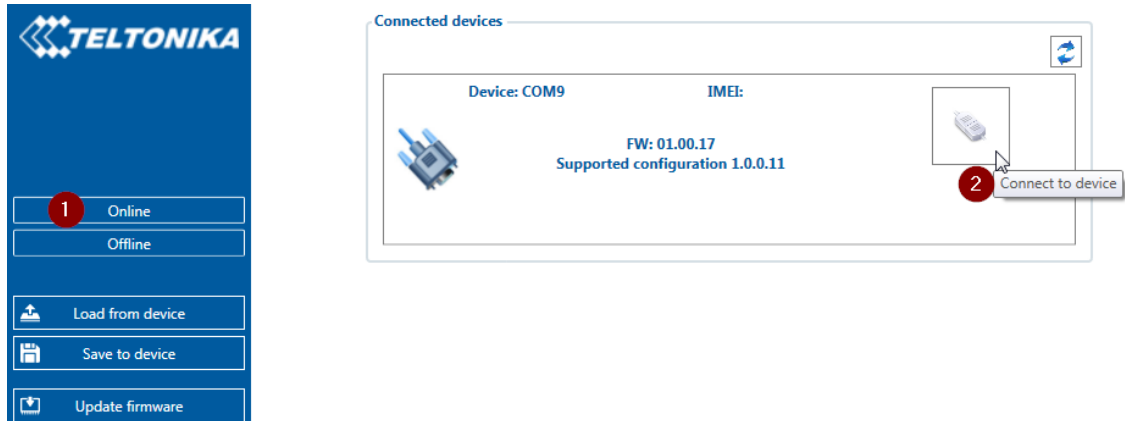 TELTONIKA
1 Online
Offline
Load from device
Save to device
Update firmware
Connected devices
Device: COM9 IMEI:
FW: 01.00.17
Supported configuration 1.0.0.11
2 Connect to device